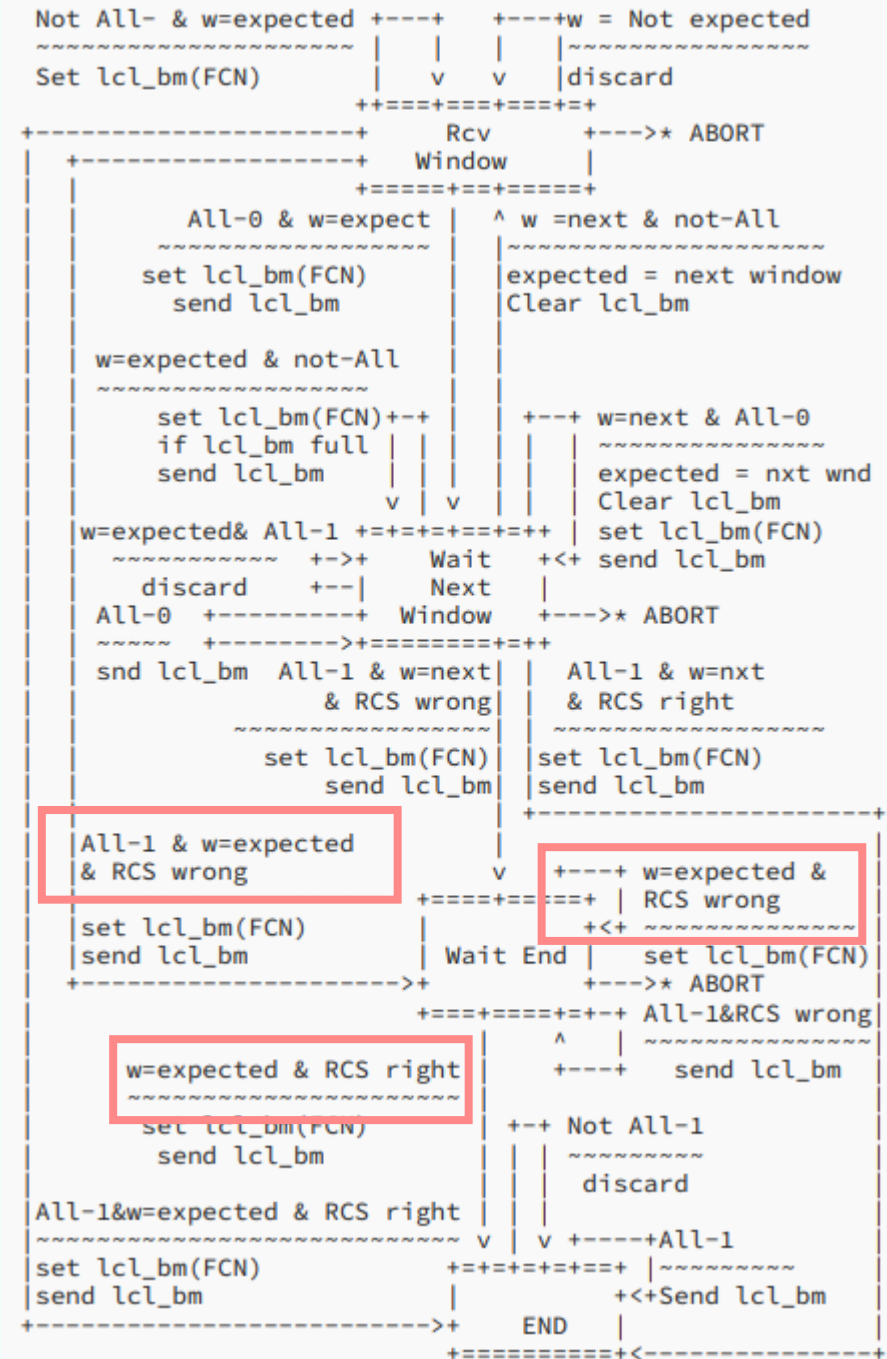 Not All- & w=expected +---+   +---+w = Not expected
~~~~~~~~~~~~~~~~~~~~~ |   |   |   |~~~~~~~~~~~~~~~~
Set lcl_bm(FCN)       |   v   v   |discard
++===+===+===+=+
+---------------------+     Rcv      +--->* ABORT
|  +------------------+   Window     |
|  |                  +=====+==+=====+
|  |       All-0 & w=expect |  ^ w =next & not-All
|  |     ~~~~~~~~~~~~~~~~~~ |  |~~~~~~~~~~~~~~~~~~~~~
|  |    set lcl_bm(FCN)     |  |expected = next window
|  |      send lcl_bm       |  |Clear lcl_bm
|  |                        |  |
|  | w=expected & not-All   |  |
|  | ~~~~~~~~~~~~~~~~~~     |  |
|  |     set lcl_bm(FCN)+-+ |  | +--+ w=next & All-0
|  |     if lcl_bm full | | |  | |  | ~~~~~~~~~~~~~~~
|  |     send lcl_bm    | | |  | |  | expected = nxt wnd
|  |                    v | v  | |  | Clear lcl_bm
|  |w=expected& All-1 +=+=+=+==+=++ | set lcl_bm(FCN)
|  |  ~~~~~~~~~~~  +->+    Wait   +<+ send lcl_bm
|  |    discard    +--|    Next   |
|  | All-0  +---------+  Window   +--->* ABORT
|  | ~~~~~  +-------->+========+=++
|  | snd lcl_bm  All-1 & w=next| |  All-1 & w=nxt
|  |                & RCS wrong| |  & RCS right
|  |          ~~~~~~~~~~~~~~~~~| | ~~~~~~~~~~~~~~~~~~
|  |            set lcl_bm(FCN)| |set lcl_bm(FCN)
|  |                send lcl_bm| |send lcl_bm
|  |                           | +----------------------+
|  |All-1 & w=expected         |                        |
|  |& RCS wrong                v   +---+ w=expected &   |
|  |                      +====+=====+ | RCS wrong      |
|  |set lcl_bm(FCN)       |          +<+ ~~~~~~~~~~~~~~ |
|  |send lcl_bm           | Wait End |   set lcl_bm(FCN)|
|  +--------------------->+          +--->* ABORT       |
|                         +===+====+=+-+ All-1&RCS wrong|
|                             |    ^   | ~~~~~~~~~~~~~~~|
|      w=expected & RCS right |    +---+   send lcl_bm  |
|      ~~~~~~~~~~~~~~~~~~~~~~ |                         |
|       set lcl_bm(FCN)       | +-+ Not All-1           |
|        send lcl_bm          | | | ~~~~~~~~~           |
|                             | | |  discard            |
|All-1&w=expected & RCS right | | |                     |
|~~~~~~~~~~~~~~~~~~~~~~~~~~~~ v | v +----+All-1         |
|set lcl_bm(FCN)            +=+=+=+=+==+ |~~~~~~~~~     |
|send lcl_bm                |          +<+Send lcl_bm   |
+-------------------------->+    END   |                |
+==========+<---------------+